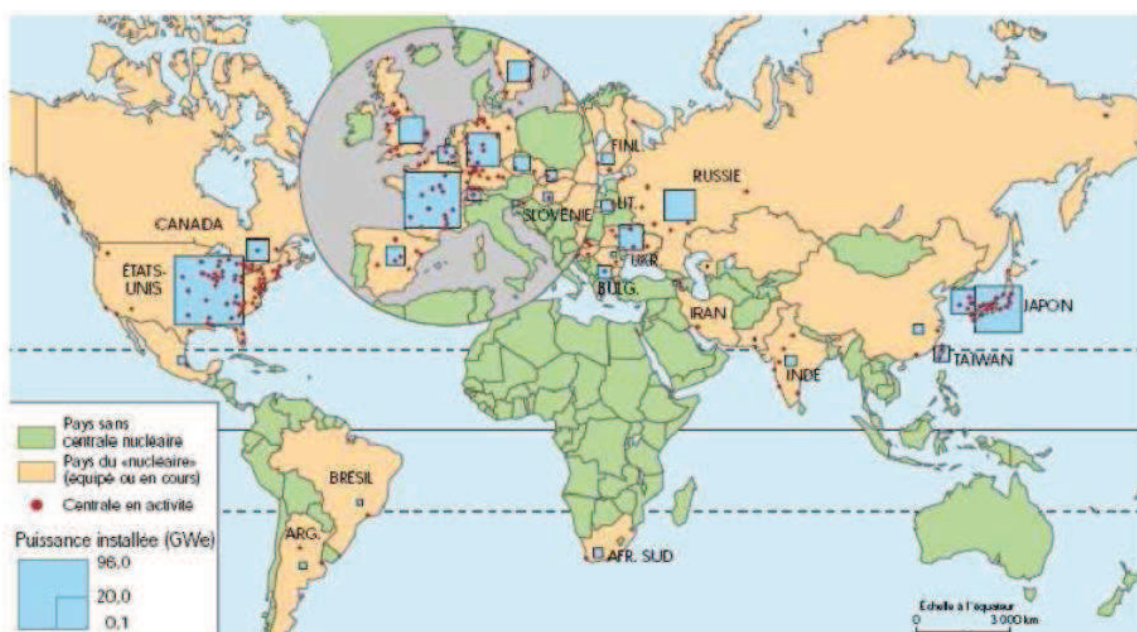 FINL.
RUSSIE
CANADA
SLOVÉNIE
LIT.
ÉTATS-
UNIS
UKR.
BULG.
IRAN
JAPON
TAIWAN
INDE
Pays sans
centrale nucléaire
Pays du «nucléaire»
(équipé ou en cours)
Centrale en activité
Puissance installée (GWe)
96,0
20,0
0,1
BRÉSIL
ARG.
AFR. SUD
Échelle à l'équateur
0 3 000 km